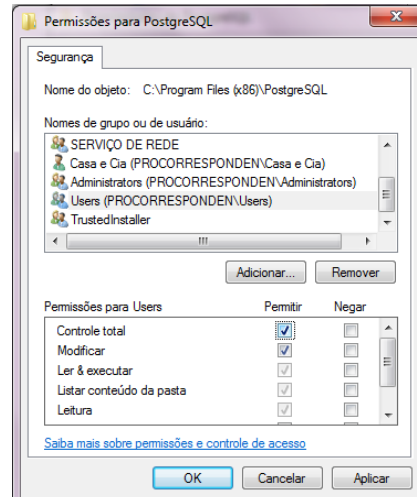 Permissões para PostgreSQL
Segurança
Nome do objeto: C:\Program Files (x86)\PostgreSQL
Nomes de grupo ou de usuário:
SERVIÇO DE REDE
Casa e Cia (PROCORRESPONDEN\Casa e Cia)
Administrators (PROCORRESPONDEN\Administrators)
Users (PROCORRESPONDEN\Users)
TrustedInstaller
Adicionar... Remover
Permissões para Users Permitir Negar
Controle total
Modificar
Ler & executar
Listar conteúdo da pasta
Leitura
Saiba mais sobre permissões e controle de acesso
OK Cancelar Aplicar